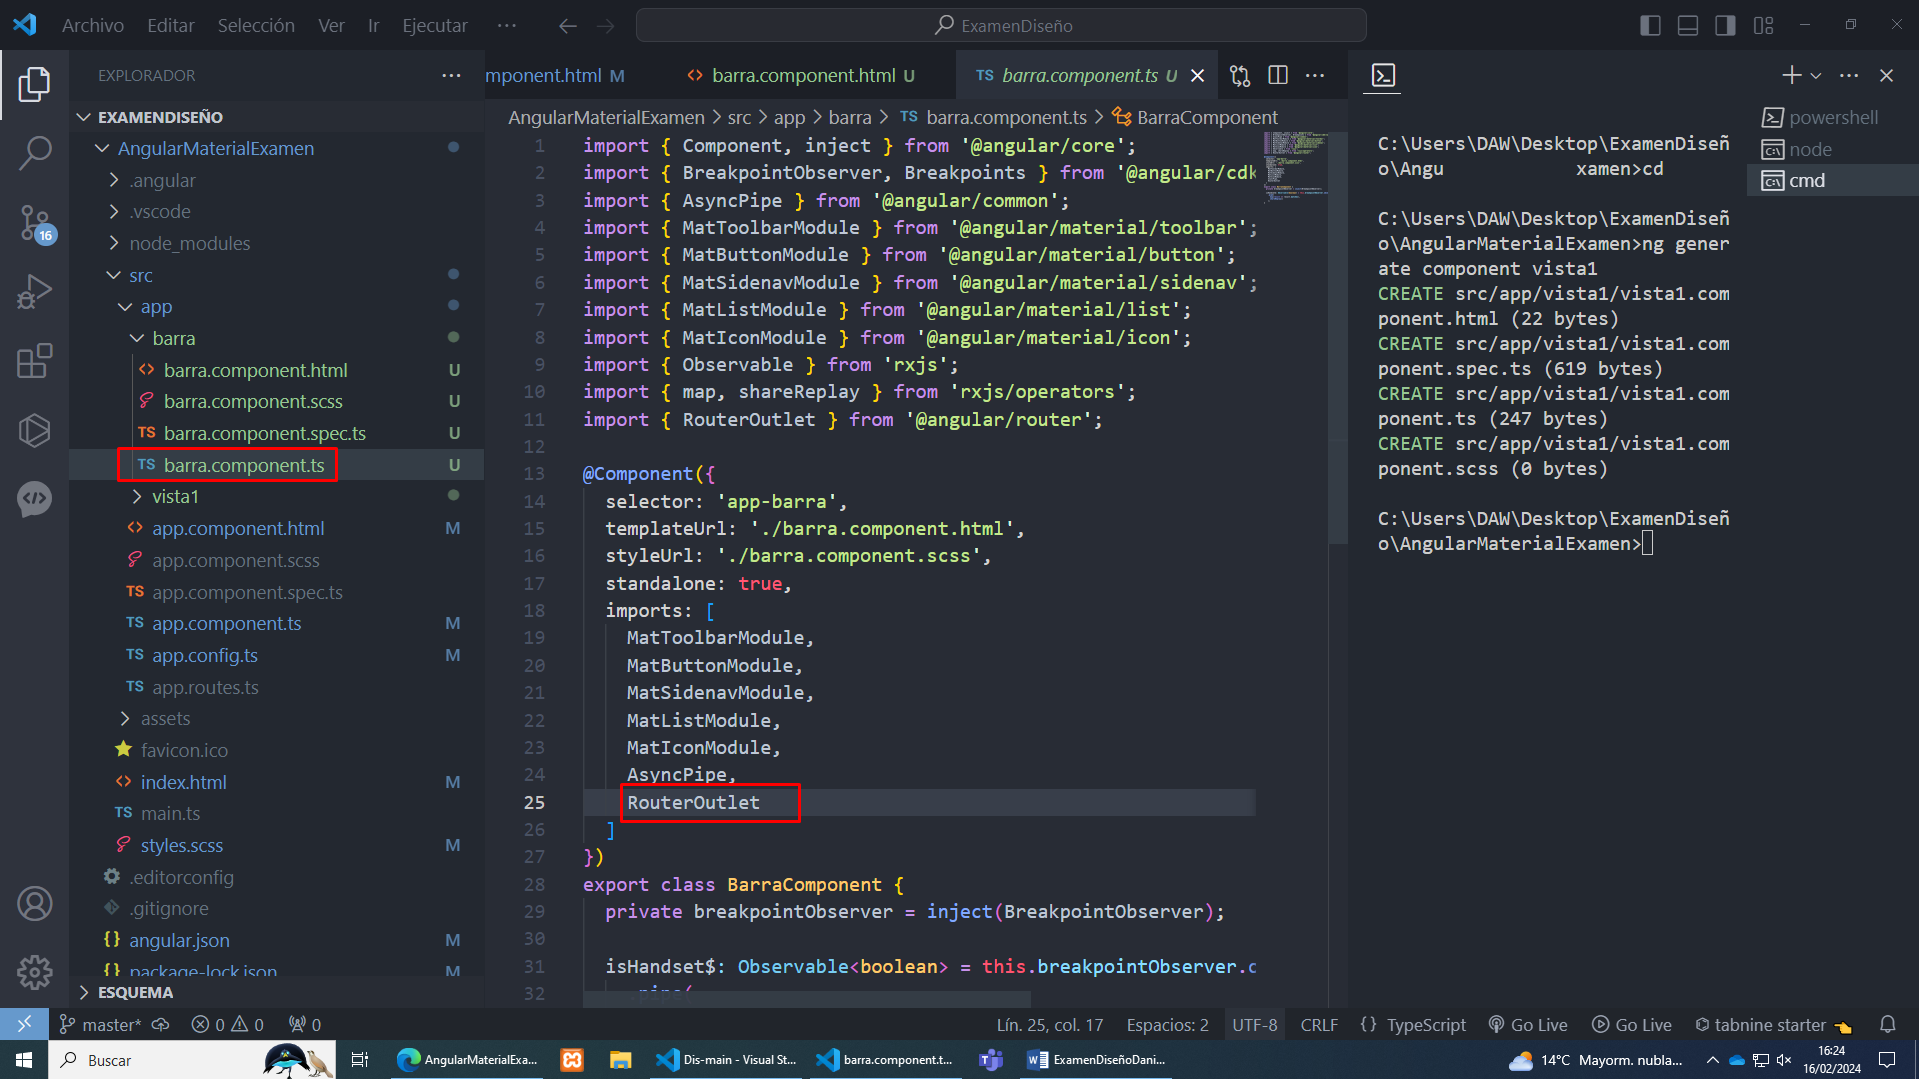 Archivo Editar Selección Ver Ir Ejecutar ··· ExamenDiseño
EXPLORADOR
EXAMENDISEÑO
AngularMaterialExamen
.angular
.vscode
node_modules
src
app
barra
barra.component.html U
barra.component.scss U
barra.component.spec.ts U
TS barra.component.ts U
vista1
app.component.html M
app.component.scss
TS app.component.spec.ts
TS app.component.ts M
TS app.config.ts M
TS app.routes.ts
assets
favicon.ico
index.html M
TS main.ts
styles.scss M
.editorconfig
.gitignore
{} angular.json M
{} package-lock.json M
ESQUEMA
16
mponent.html M barra.component.html U TS barra.component.ts U
AngularMaterialExamen > src > app > barra > TS barra.component.ts > BarraComponent
1 import { Component, inject } from '@angular/core';
2 import { BreakpointObserver, Breakpoints } from '@angular/cdk
3 import { AsyncPipe } from '@angular/common';
4 import { MatToolbarModule } from '@angular/material/toolbar';
5 import { MatButtonModule } from '@angular/material/button';
6 import { MatSidenavModule } from '@angular/material/sidenav';
7 import { MatListModule } from '@angular/material/list';
8 import { MatIconModule } from '@angular/material/icon';
9 import { Observable } from 'rxjs';
10 import { map, shareReplay } from 'rxjs/operators';
11 import { RouterOutlet } from '@angular/router';
12
13 @Component({
14 selector: 'app-barra',
15 templateUrl: './barra.component.html',
16 styleUrl: './barra.component.scss',
17 standalone: true,
18 imports: [
19 MatToolbarModule,
20 MatButtonModule,
21 MatSidenavModule,
22 MatListModule,
23 MatIconModule,
24 AsyncPipe,
25 RouterOutlet
26 ]
27 })
28 export class BarraComponent {
29 private breakpointObserver = inject(BreakpointObserver);
30
31 isHandset$: Observable<boolean> = this.breakpointObserver.c
32 .pipe(
C:\Users\DAW\Desktop\ExamenDiseñ
o\Angu xamen>cd
C:\Users\DAW\Desktop\ExamenDiseñ
o\AngularMaterialExamen>ng gener
ate component vista1
CREATE src/app/vista1/vista1.com
ponent.html (22 bytes)
CREATE src/app/vista1/vista1.com
ponent.spec.ts (619 bytes)
CREATE src/app/vista1/vista1.com
ponent.ts (247 bytes)
CREATE src/app/vista1/vista1.com
ponent.scss (0 bytes)
C:\Users\DAW\Desktop\ExamenDiseñ
o\AngularMaterialExamen>
powershell
node
cmd
master* 0 0 0 Lín. 25, col. 17 Espacios: 2 UTF-8 CRLF {} TypeScript Go Live Go Live tabnine starter
Buscar AngularMaterialExa... Dis-main - Visual St... barra.component.t... ExamenDiseñoDani... 14°C Mayorm. nubla... 16:24
16/02/2024